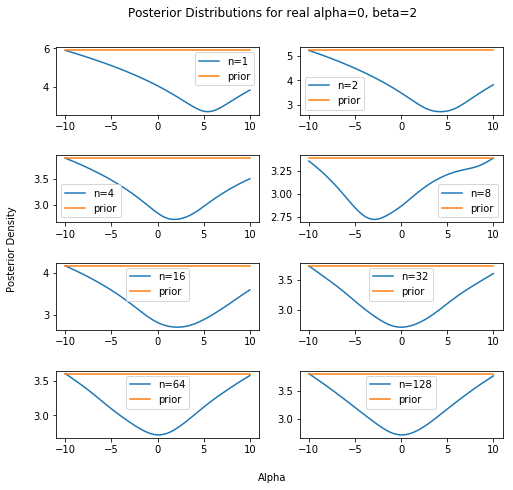 Posterior Distributions for real alpha=0, beta=2
6
4
n=1
prior
−10 −5 0 5 10
5
4
3
n=2
prior
−10 −5 0 5 10
3.5
3.0
n=4
prior
−10 −5 0 5 10
3.25
3.00
2.75
n=8
prior
−10 −5 0 5 10
Posterior Density
4
3
n=16
prior
−10 −5 0 5 10
3.5
3.0
n=32
prior
−10 −5 0 5 10
3.5
3.0
n=64
prior
−10 −5 0 5 10
3.5
3.0
n=128
prior
−10 −5 0 5 10
Alpha